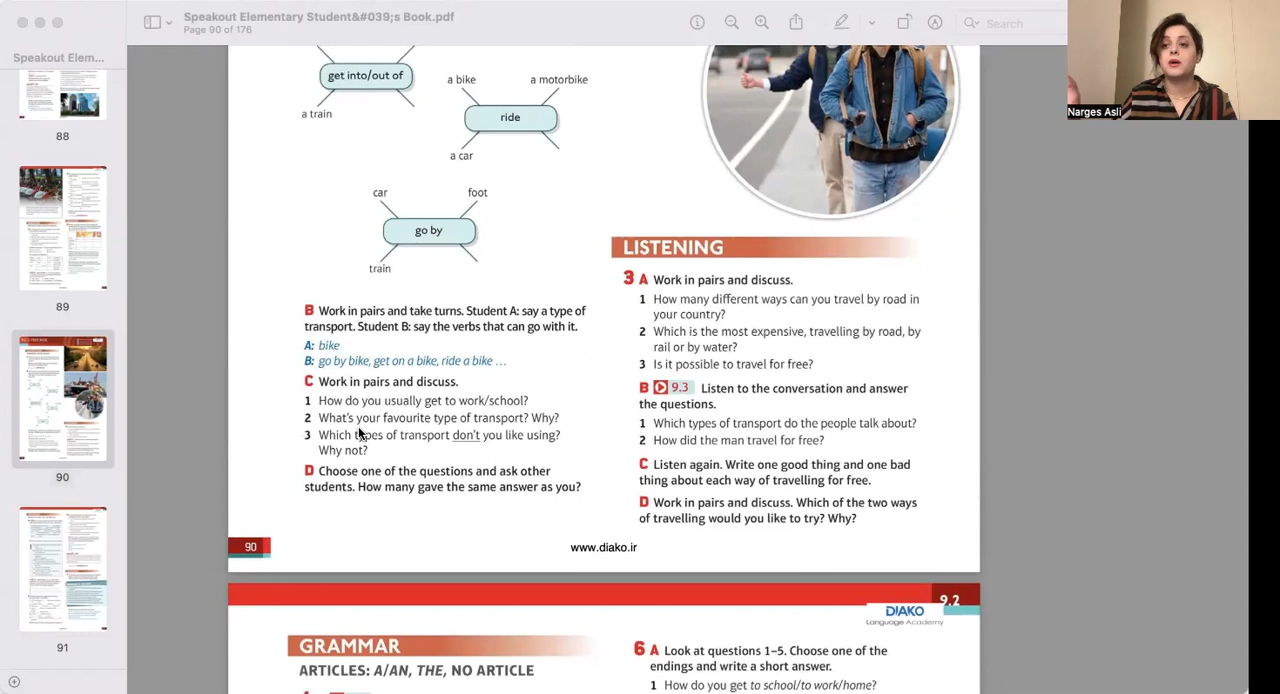 Speakout Elementary Student&#039;s Book.pdf
Page 90 of 176
Search
Speakout Elem...
88
89
90
91
Narges Asli
get into/out of
a train
a bike
a motorbike
ride
a car
car
foot
go by
train
B Work in pairs and take turns. Student A: say a type of
transport. Student B: say the verbs that can go with it.
A: bike
B: go by bike, get on a bike, ride a bike …
C Work in pairs and discuss.
1 How do you usually get to work/school?
2 What's your favourite type of transport? Why?
3 Which types of transport don't you like using?
Why not?
D Choose one of the questions and ask other
students. How many gave the same answer as you?
LISTENING
3 A Work in pairs and discuss.
1 How many different ways can you travel by road in
your country?
2 Which is the most expensive, travelling by road, by
rail or by water?
3 Is it possible to travel for free?
B 9.3 Listen to the conversation and answer
the questions.
1 Which types of transport do the people talk about?
2 How did the man travel for free?
C Listen again. Write one good thing and one bad
thing about each way of travelling for free.
D Work in pairs and discuss. Which of the two ways
of travelling would you like to try? Why?
90
www.diako.ir
9.2
DIAKO
Language Academy
GRAMMAR
ARTICLES: A/AN, THE, NO ARTICLE
6 A Look at questions 1–5. Choose one of the
endings and write a short answer.
1 How do you get to school/to work/home?